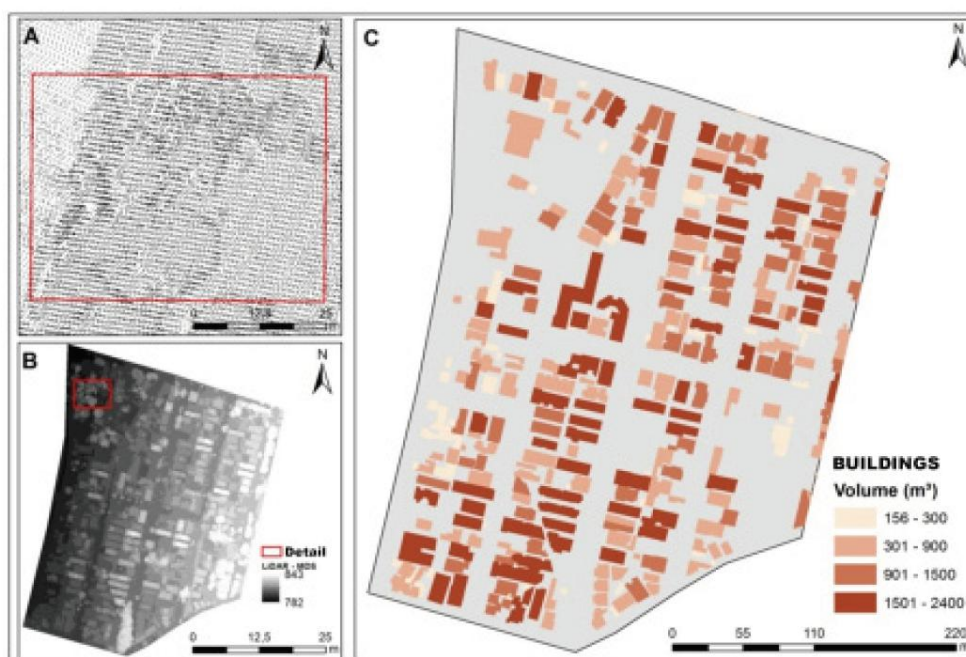 A
N
0 12,5 25
m
B
N
Detail
LiDAR - MDS
843
782
0 12,5 25
m
C
N
BUILDINGS
Volume (m³)
156 - 300
301 - 900
901 - 1500
1501 - 2400
0 55 110 220
m